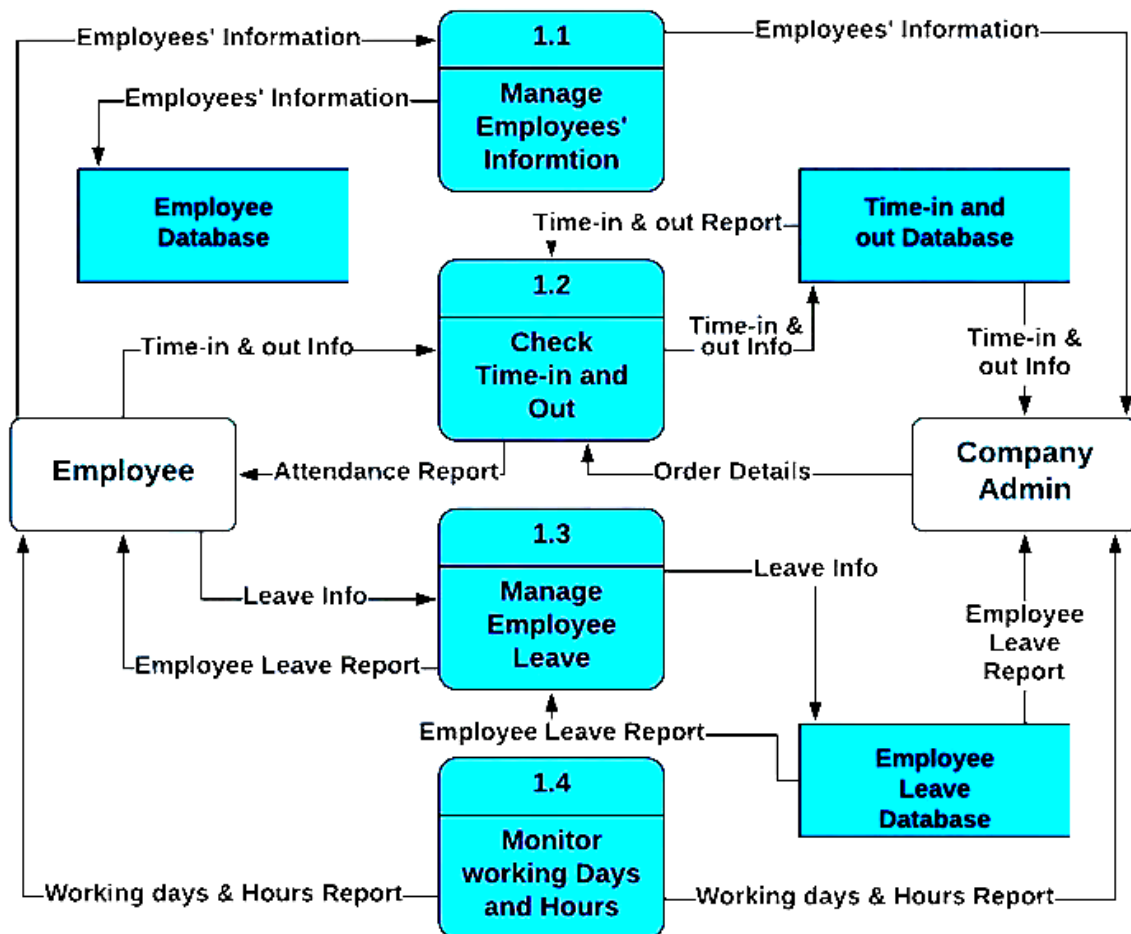 Employees' Information
1.1
Employees' Information
Employees' Information
Manage
Employees'
Informtion
Employee
Database
Time-in & out Report
Time-in and
out Database
1.2
Time-in & out Info
Check
Time-in and
Out
Time-in &
out Info
Time-in &
out Info
Employee
Attendance Report
Order Details
Company
Admin
1.3
Leave Info
Manage
Employee
Leave
Leave Info
Employee Leave Report
Employee
Leave
Report
Employee Leave Report
Employee
Leave
Database
1.4
Monitor
working Days
and Hours
Working days & Hours Report
Working days & Hours Report